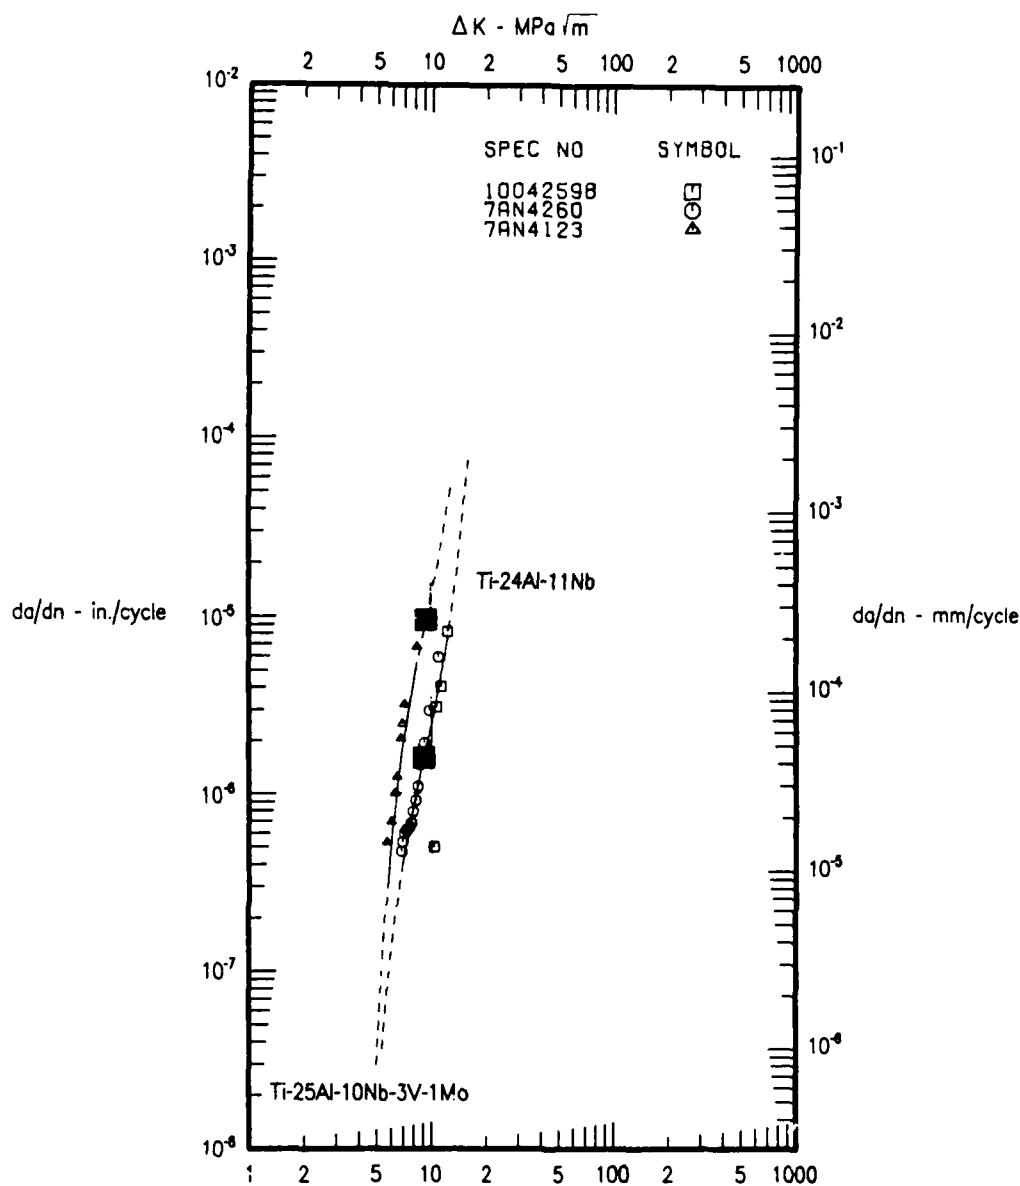 ΔK - MPa √m
2 5 10 2 5 100 2 5 1000
10⁻²
SPEC NO SYMBOL
10⁻¹
10042598
7AN4260
7AN4123
10⁻³
10⁻²
10⁻⁴
10⁻³
Ti-24Al-11Nb
da/dn - in./cycle
10⁻⁵
da/dn - mm/cycle
10⁻⁴
10⁻⁶
10⁻⁵
10⁻⁷
10⁻⁶
Ti-25Al-10Nb-3V-1Mo
10⁻⁸
1 2 5 10 2 5 100 2 5 1000